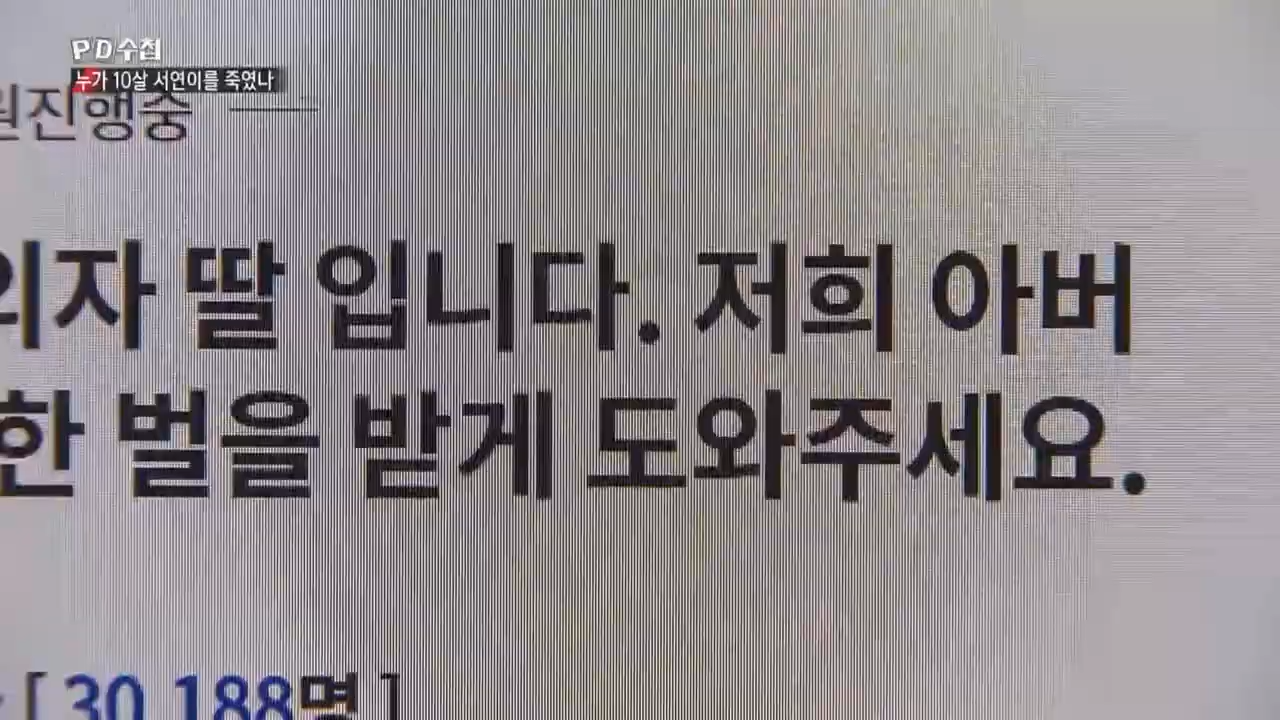 PD수첩
누가 10살 서연이를 죽였나
원진행중
의자 딸 입니다. 저희 아버
한 벌을 받게 도와주세요.
[ 30,188명 ]